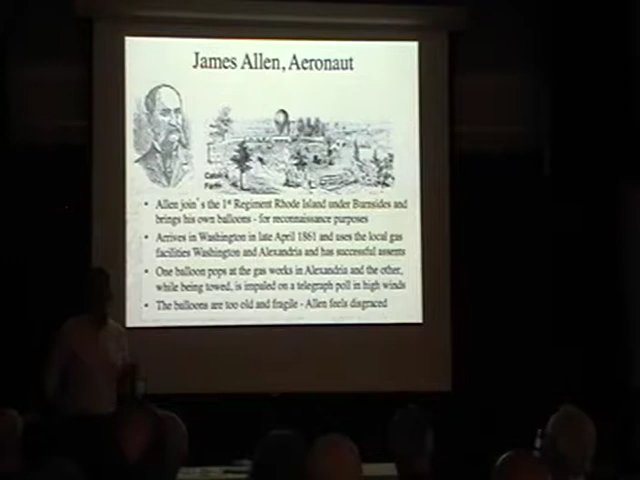 James Allen, Aeronaut
Farm
• Allen join's the 1st Regiment Rhode Island under Burnsides and
brings his own balloons - for reconnaissance purposes
• Arrives in Washington in late April 1861 and uses the local gas
facilities Washington and Alexandria and has successful assents
• One balloon pops at the gas works in Alexandria and the other,
while being towed, is impaled on a telegraph poll in high winds
• The balloons are too old and fragile - Allen feels disgraced